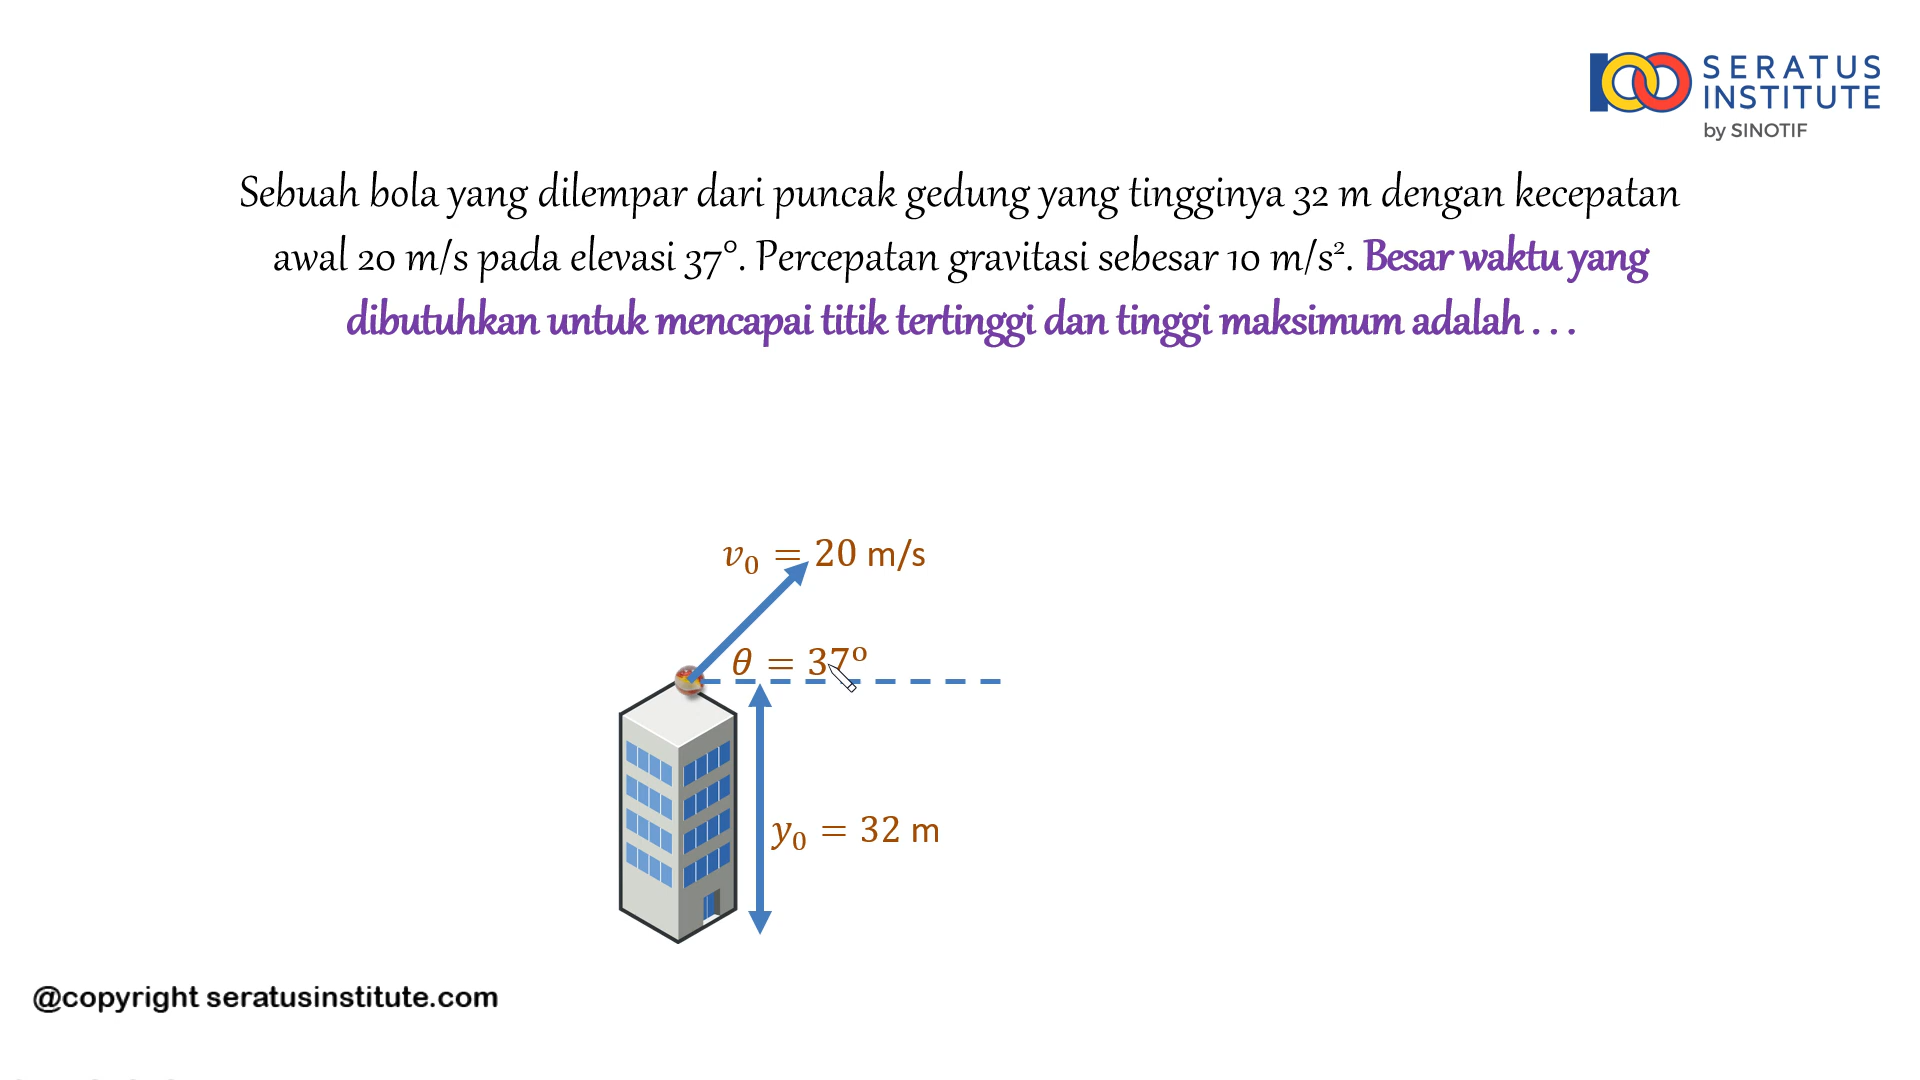 SERATUS
INSTITUTE
by SINOTIF
Sebuah bola yang dilempar dari puncak gedung yang tingginya 32 m dengan kecepatan
awal 20 m/s pada elevasi 37°. Percepatan gravitasi sebesar 10 m/s². Besar waktu yang
dibutuhkan untuk mencapai titik tertinggi dan tinggi maksimum adalah . . .
v₀ = 20 m/s
θ = 37°
y₀ = 32 m
@copyright seratusinstitute.com